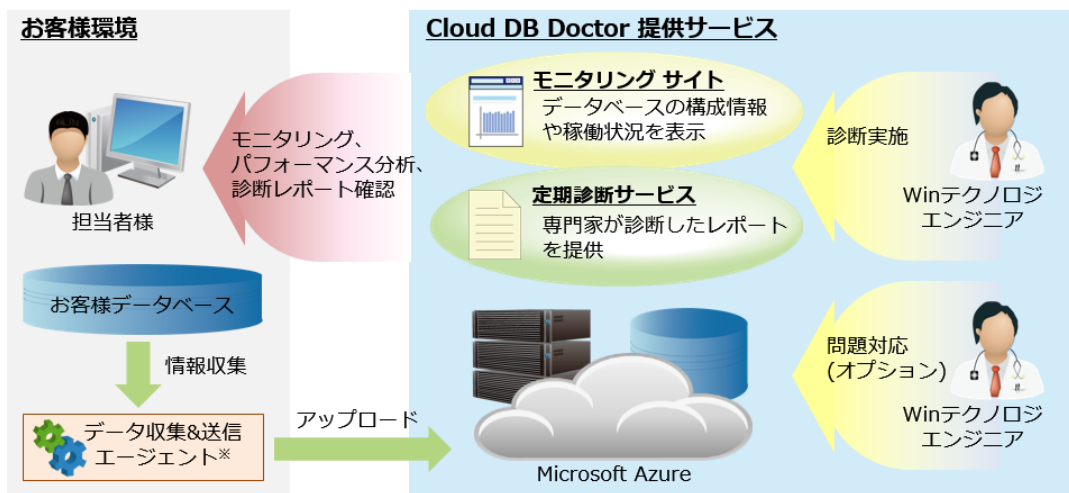 お客様環境
担当者様
お客様データベース
情報収集
データ収集&送信
エージェント※
アップロード
モニタリング、
パフォーマンス分析、
診断レポート確認
Cloud DB Doctor 提供サービス
モニタリング サイト
データベースの構成情報
や稼働状況を表示
定期診断サービス
専門家が診断したレポート
を提供
Microsoft Azure
診断実施
Winテクノロジ
エンジニア
問題対応
(オプション)
Winテクノロジ
エンジニア